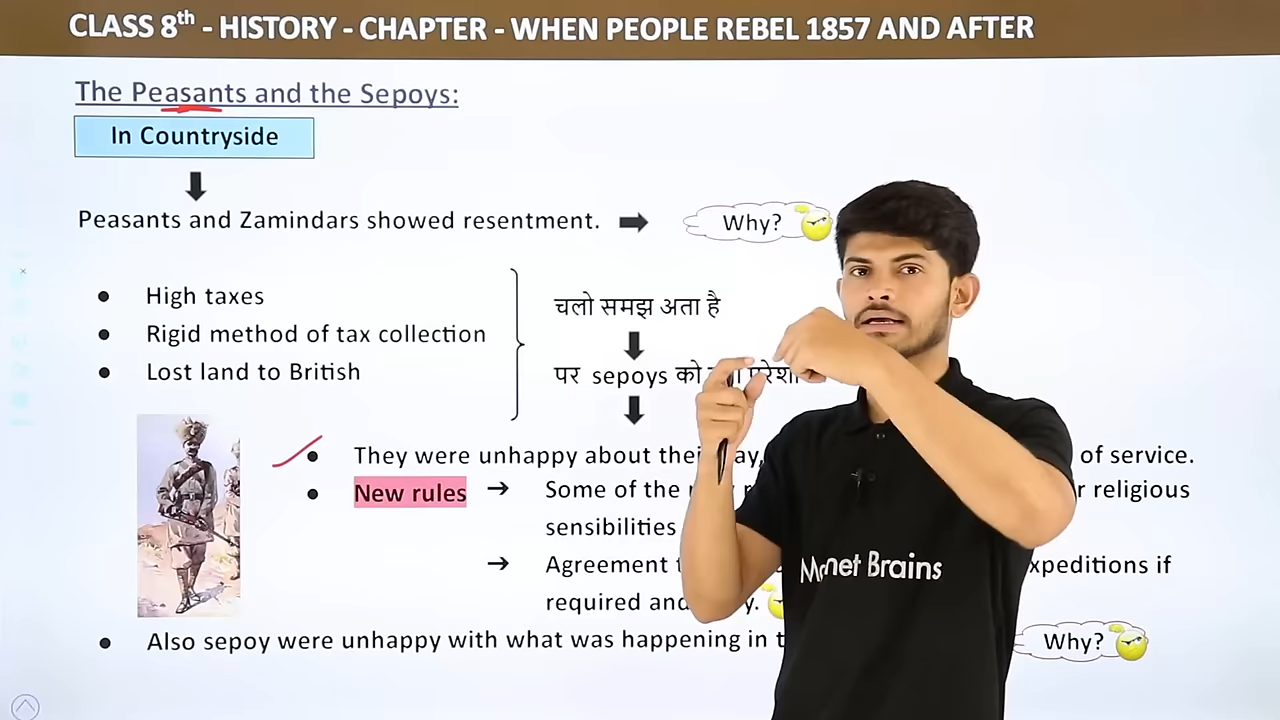 CLASS 8th - HISTORY - CHAPTER - WHEN PEOPLE REBEL 1857 AND AFTER
The Peasants and the Sepoys:
In Countryside
Peasants and Zamindars showed resentment. Why?
• High taxes
• Rigid method of tax collection
• Lost land to British
चलो समझ अता है
पर sepoys को
• They were unhappy about of service.
• New rules → Some of the religious
sensibilities
→ Agreement if
required and
• Also sepoy were unhappy with what was happening in Why?
Brains